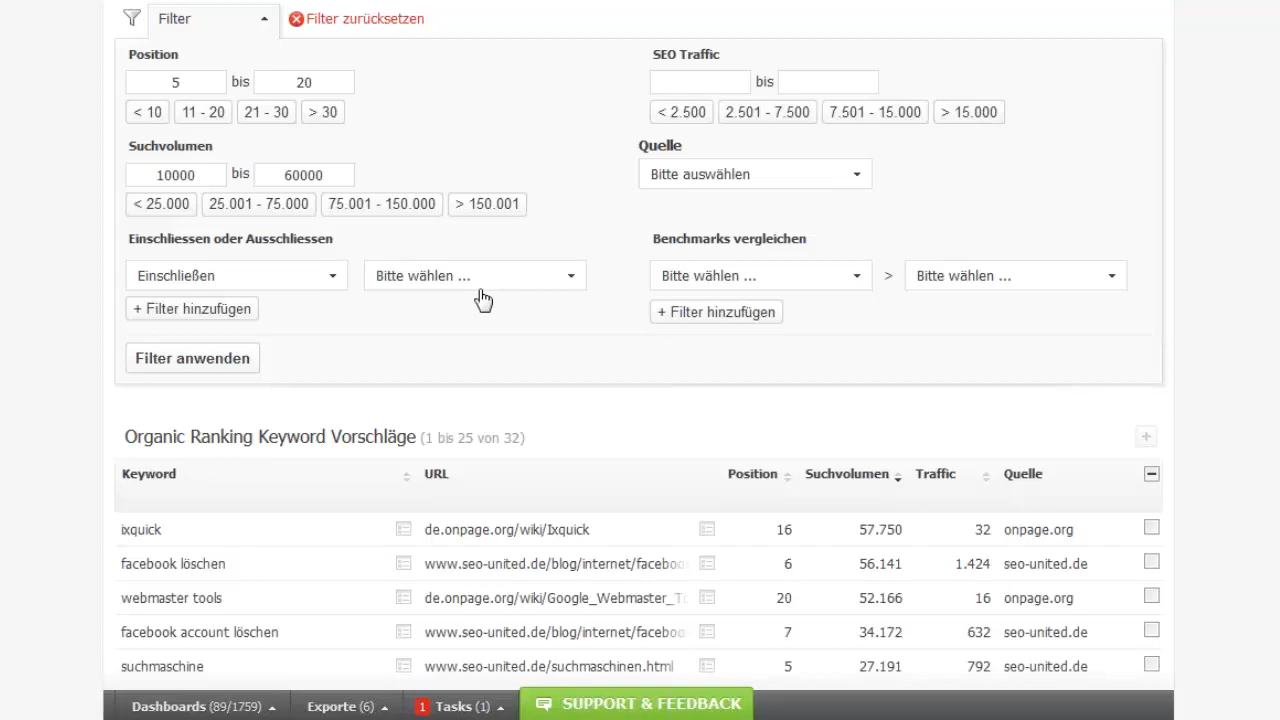 Filter
Filter zurücksetzen
Position
SEO Traffic
5 bis 20
bis
< 10 11 - 20 21 - 30 > 30
< 2.500 2.501 - 7.500 7.501 - 15.000 > 15.000
Suchvolumen
Quelle
10000 bis 60000
Bitte auswählen
< 25.000 25.001 - 75.000 75.001 - 150.000 > 150.001
Einschliessen oder Ausschliessen
Benchmarks vergleichen
Einschließen Bitte wählen ...
Bitte wählen ... > Bitte wählen ...
+ Filter hinzufügen
+ Filter hinzufügen
Filter anwenden
Organic Ranking Keyword Vorschläge (1 bis 25 von 32)
+
Keyword URL Position Suchvolumen Traffic Quelle
ixquick de.onpage.org/wiki/Ixquick 16 57.750 32 onpage.org
facebook löschen www.seo-united.de/blog/internet/faceboo 6 56.141 1.424 seo-united.de
webmaster tools de.onpage.org/wiki/Google_Webmaster_To 20 52.166 16 onpage.org
facebook account löschen www.seo-united.de/blog/internet/faceboo 7 34.172 632 seo-united.de
suchmaschine www.seo-united.de/suchmaschinen.html 5 27.191 792 seo-united.de
Dashboards (89/1759) Exporte (6) 1 Tasks (1) SUPPORT & FEEDBACK